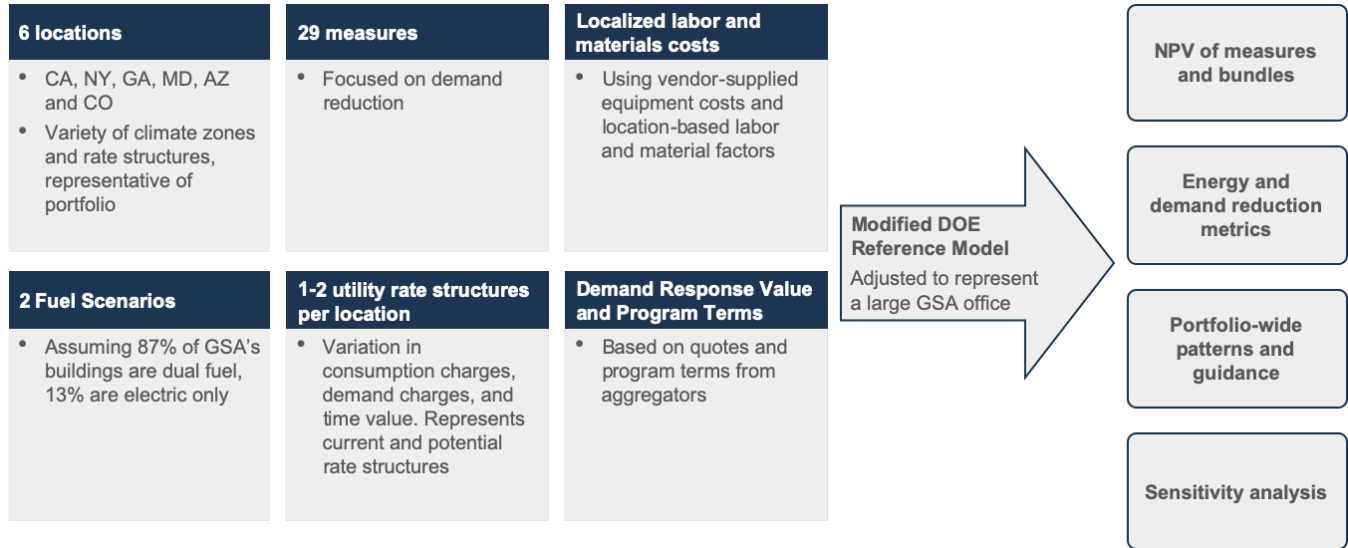 6 locations
• CA, NY, GA, MD, AZ
and CO
• Variety of climate zones
and rate structures,
representative of
portfolio
29 measures
• Focused on demand
reduction
Localized labor and
materials costs
• Using vendor-supplied
equipment costs and
location-based labor
and material factors
2 Fuel Scenarios
• Assuming 87% of GSA's
buildings are dual fuel,
13% are electric only
1-2 utility rate structures
per location
• Variation in
consumption charges,
demand charges, and
time value. Represents
current and potential
rate structures
Demand Response Value
and Program Terms
• Based on quotes and
program terms from
aggregators
Modified DOE
Reference Model
Adjusted to represent
a large GSA office
NPV of measures
and bundles
Energy and
demand reduction
metrics
Portfolio-wide
patterns and
guidance
Sensitivity analysis